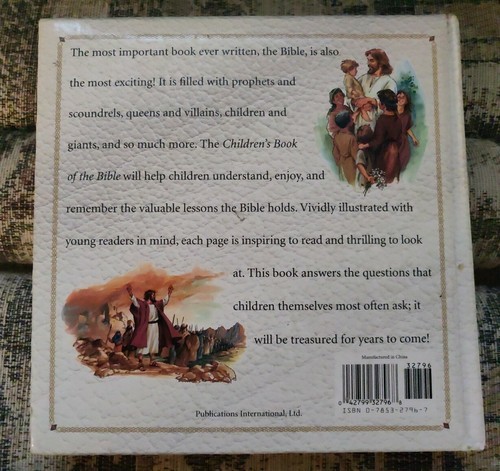 The most important book ever written, the Bible, is also
the most exciting! It is filled with prophets and
scoundrels, queens and villains, children and
giants, and so much more. The Children's Book
of the Bible will help children understand, enjoy, and
remember the valuable lessons the Bible holds. Vividly illustrated with
young readers in mind, each page is inspiring to read and thrilling to look
at. This book answers the questions that
children themselves most often ask; it
will be treasured for years to come!
Manufactured in China
32796
0 42799 32796 8
ISBN 0-7853-2796-7
Publications International, Ltd.